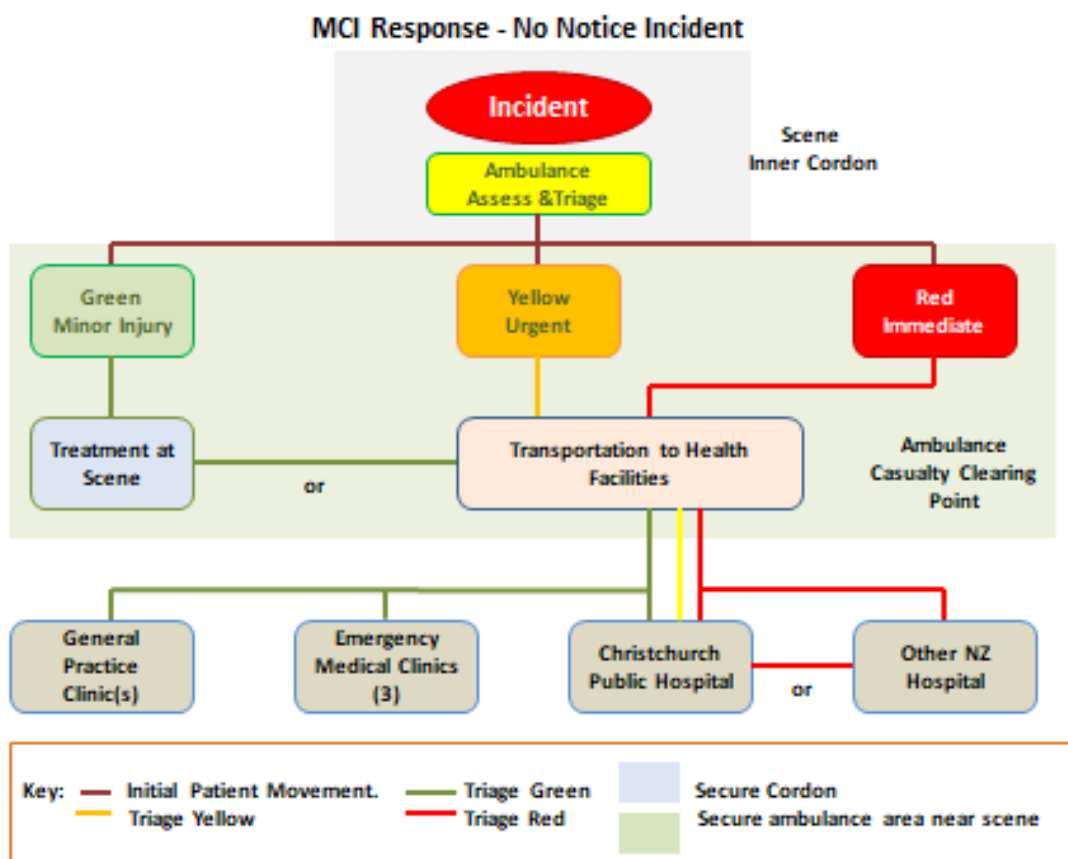 MCI Response - No Notice Incident
Incident
Scene
Inner Cordon
Ambulance
Assess &Triage
Green
Minor Injury
Yellow
Urgent
Red
Immediate
Treatment at
Scene
or
Transportation to Health
Facilities
Ambulance
Casualty Clearing
Point
General
Practice
Clinic(s)
Emergency
Medical Clinics
(3)
Christchurch
Public Hospital
or
Other NZ
Hospital
Key:
Initial Patient Movement.
Triage Green
Secure Cordon
Triage Yellow
Triage Red
Secure ambulance area near scene